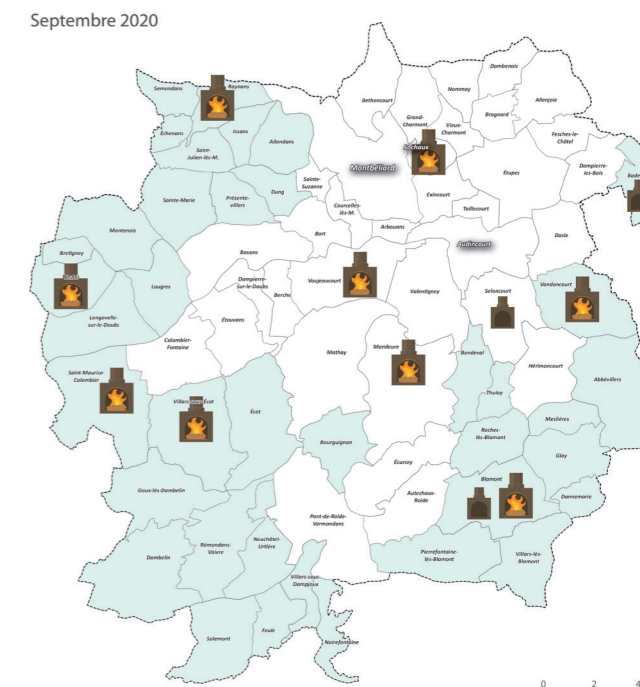 Septembre 2020
Semondans
Raynans
Échenans
Issans
Saint-
Julien-lès-M.
Allondans
Sainte-Marie
Présente-
villers
Dung
Sainte-
Suzanne
Bethoncourt
Grand-
Charmont
Nommay
Vieux-
Charmont
Dambenois
Brognard
Allenjoie
Fesches-le-
Châtel
Dampierre-
les-Bois
Sochaux
Montbéliard
Exincourt
Étupes
Taillecourt
Courcelles-
lès-M.
Bart
Arbouans
Audincourt
Dasle
Montenois
Bretigney
Lougres
Longevelle-
sur-le-Doubs
Bavans
Dampierre-
sur-le-Doubs
Berche
Étouvans
Colombier-
Fontaine
Voujeaucourt
Valentigney
Seloncourt
Vandoncourt
Saint-Maurice-
Colombier
Villars-sous-Écot
Écot
Mathay
Mandeure
Bondeval
Thulay
Hérimoncourt
Abbévillers
Bourguignon
Roches-
lès-Blamont
Meslières
Glay
Écurcey
Autechaux-
Roide
Blamont
Dannemarie
Goux-lès-Dambelin
Pont-de-Roide-
Vermondans
Dambelin
Rémondans-
Vaivre
Neuchâtel-
Urtière
Pierrefontaine-
lès-Blamont
Villars-lès-
Blamont
Villars-sous-
Dampjoux
Solemont
Feule
Noirefontaine
0 2 4